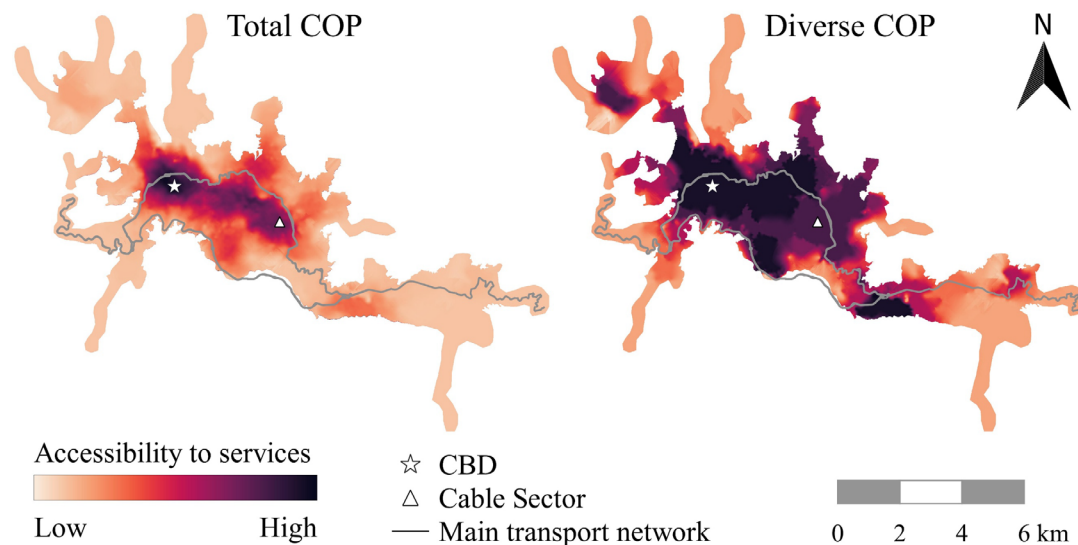 Total COP
Diverse COP
N
Accessibility to services
Low
High
CBD
Cable Sector
Main transport network
0 2 4 6 km